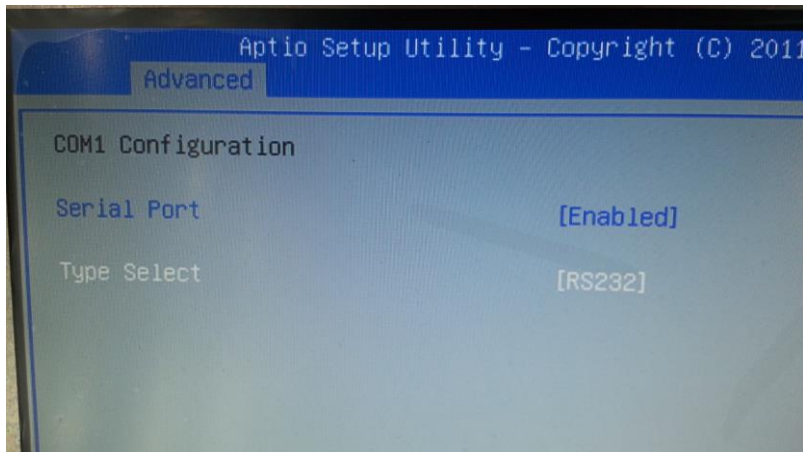 Aptio Setup Utility – Copyright (C) 2011
Advanced
COM1 Configuration
Serial Port [Enabled]
Type Select [RS232]